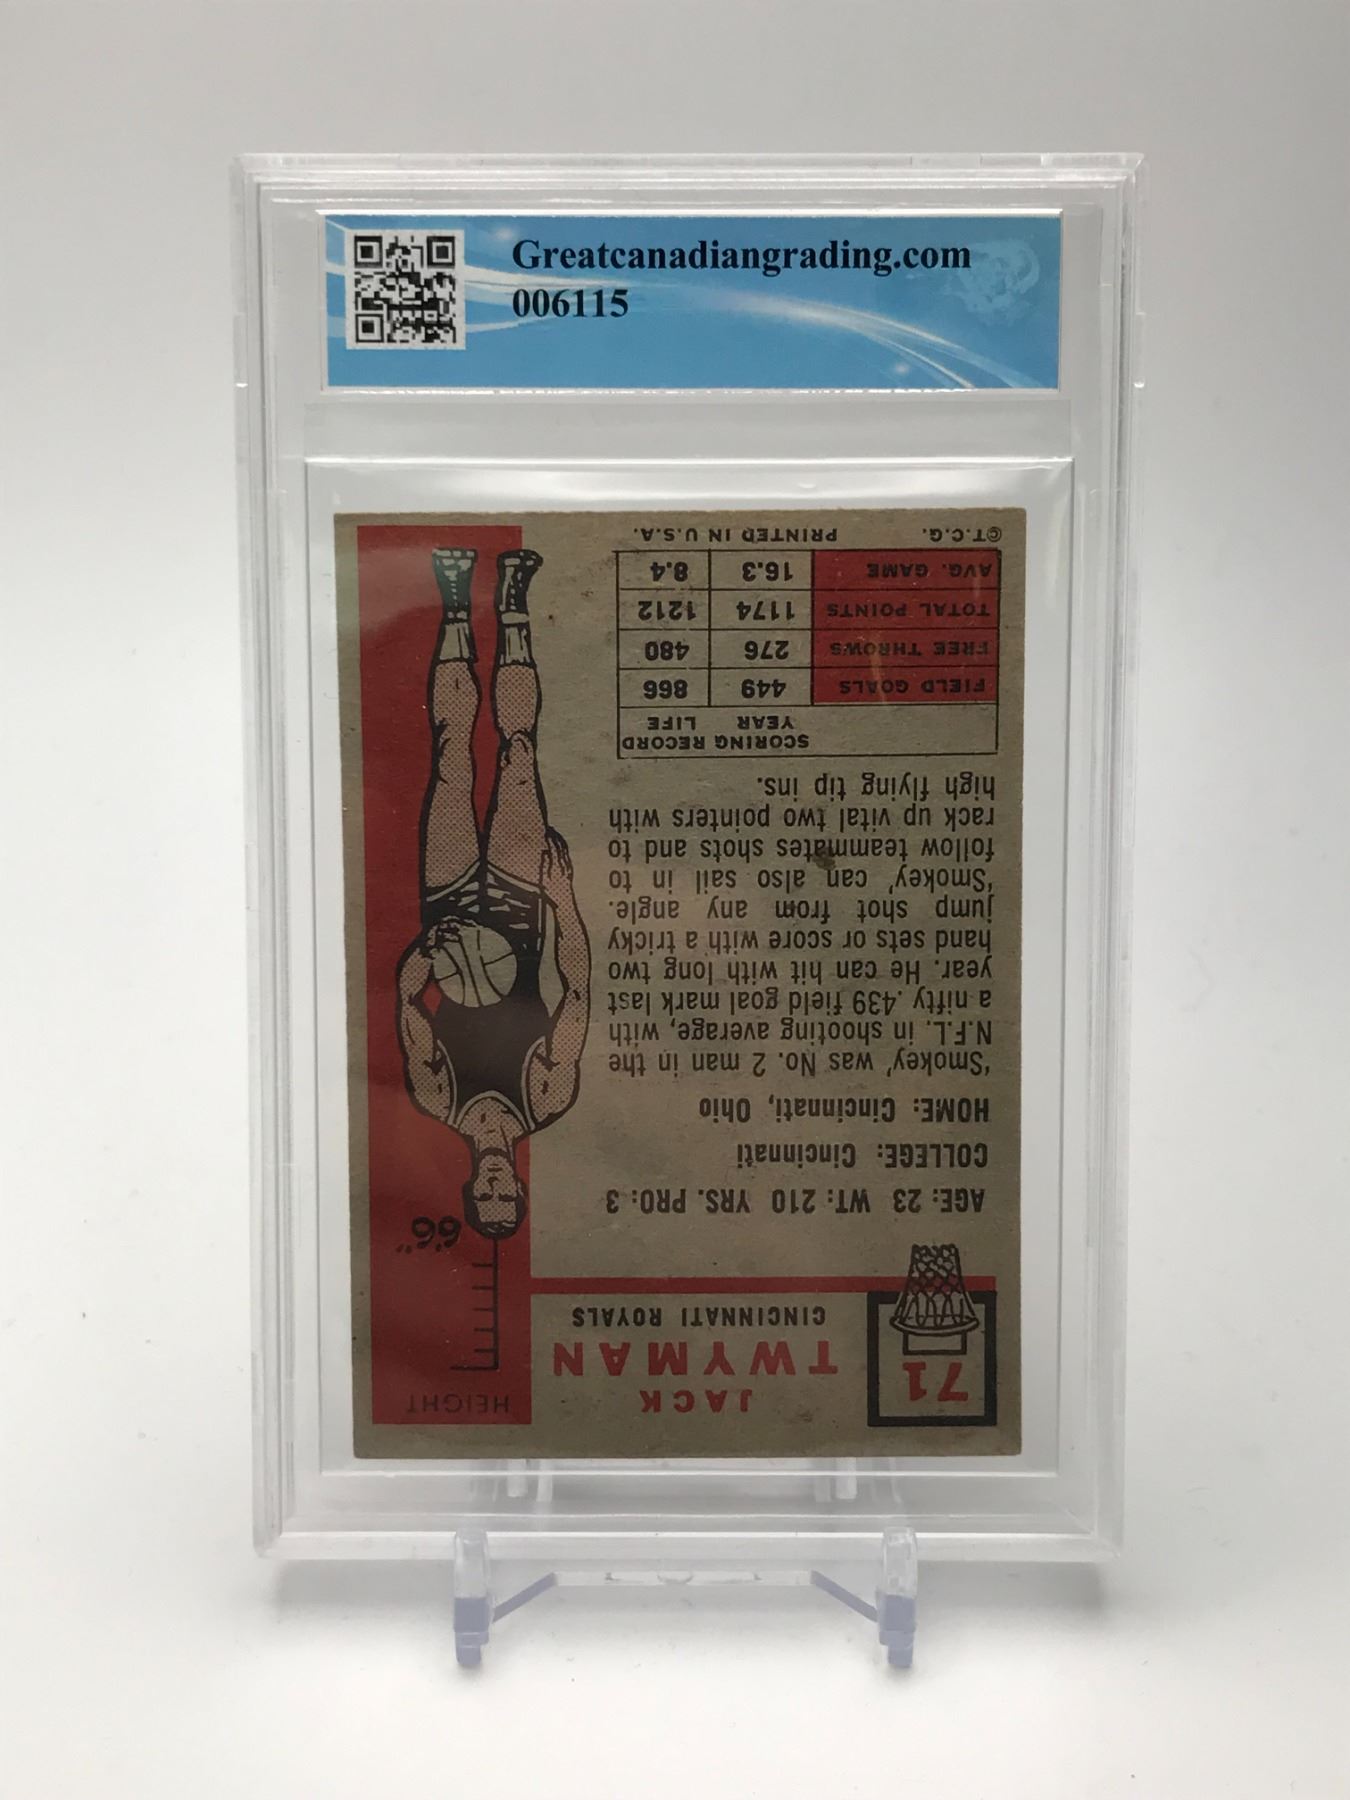 Greatcanadiangrading.com
006115
71
JACK
TWYMAN
CINCINNATI ROYALS
HEIGHT
6'6"
AGE: 23 WT: 210 YRS. PRO: 3
COLLEGE: Cincinnati
HOME: Cincinnati, Ohio
'Smokey' was No. 2 man in the
N.F.L. in shooting average, with
a nifty .439 field goal mark last
year. He can hit with long two
hand sets or score with a tricky
jump shot from any angle.
'Smokey' can also sail in to
follow teammates shots and to
rack up vital two pointers with
high flying tip ins.
SCORING RECORD
YEAR LIFE
FIELD GOALS 449 866
FREE THROWS 276 480
TOTAL POINTS 1174 1212
AVG. GAME 16.3 8.4
©T.C.G. PRINTED IN U.S.A.